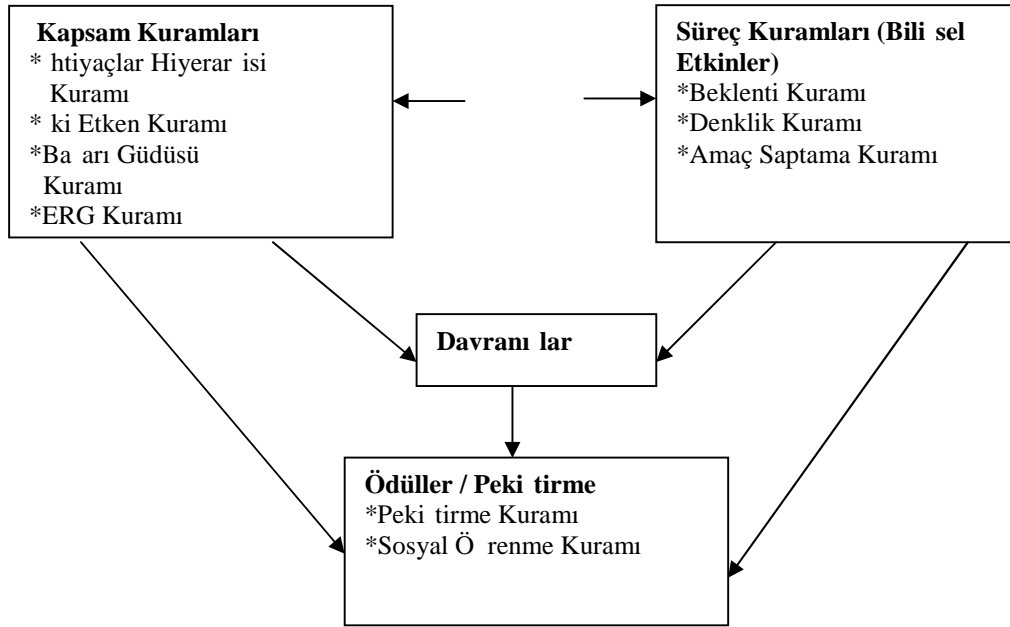 Kapsam Kuramları
* htiyaçlar Hiyerar isi
Kuramı
* ki Etken Kuramı
*Ba arı Güdüsü
Kuramı
*ERG Kuramı
Süreç Kuramları (Bili sel
Etkinler)
*Beklenti Kuramı
*Denklik Kuramı
*Amaç Saptama Kuramı
Davranı lar
Ödüller / Peki tirme
*Peki tirme Kuramı
*Sosyal Ö renme Kuramı